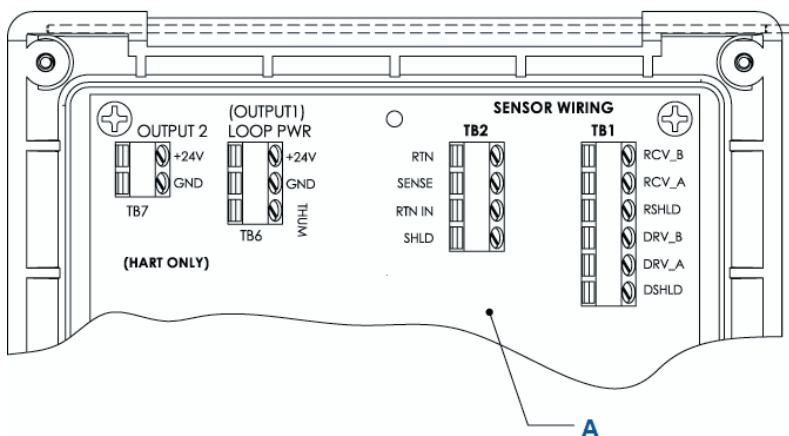 OUTPUT 2
+24V
GND
TB7
(HART ONLY)
(OUTPUT1)
LOOP PWR
+24V
GND
THUM
TB6
SENSOR WIRING
TB2
RTN
SENSE
RTN IN
SHLD
TB1
RCV_B
RCV_A
RSHLD
DRV_B
DRV_A
DSHLD
A